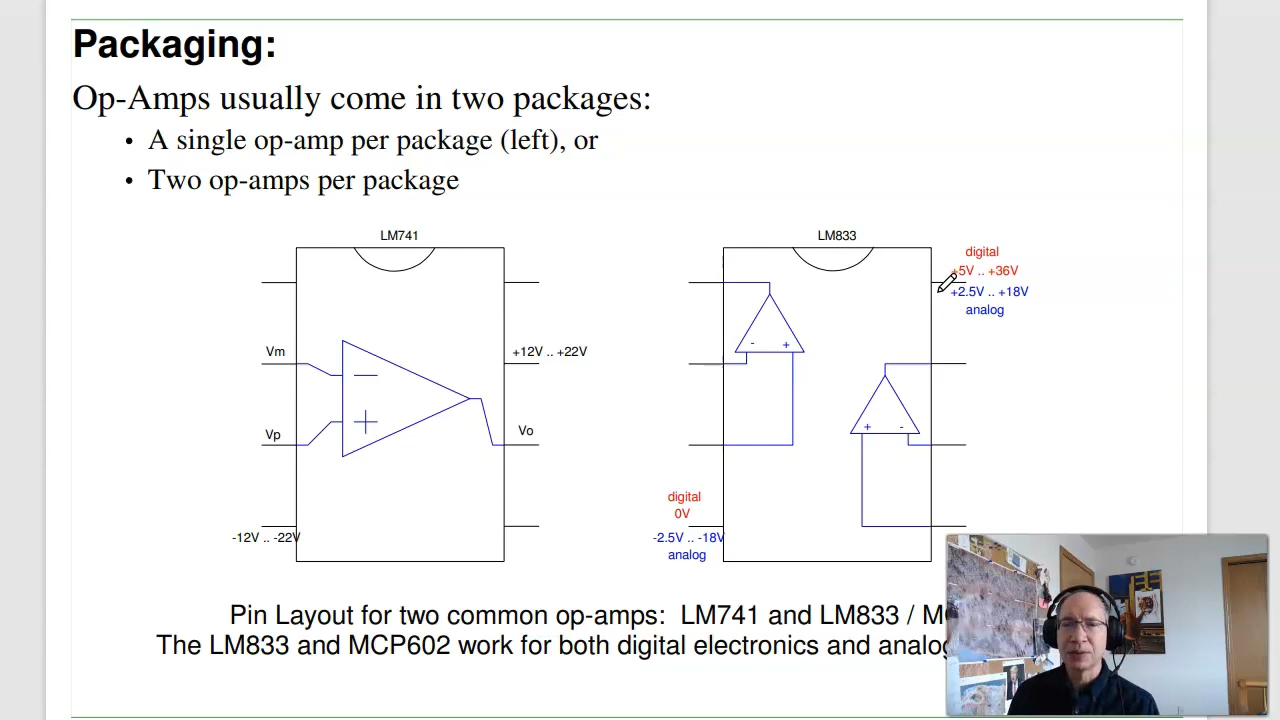 Packaging:
Op-Amps usually come in two packages:
• A single op-amp per package (left), or
• Two op-amps per package
LM741
Vm
Vp
-12V .. -22V
+12V .. +22V
Vo
LM833
digital
+5V .. +36V
+2.5V .. +18V
analog
- +
+ -
digital
0V
-2.5V .. -18V
analog
Pin Layout for two common op-amps: LM741 and LM833 /
The LM833 and MCP602 work for both digital electronics and analog